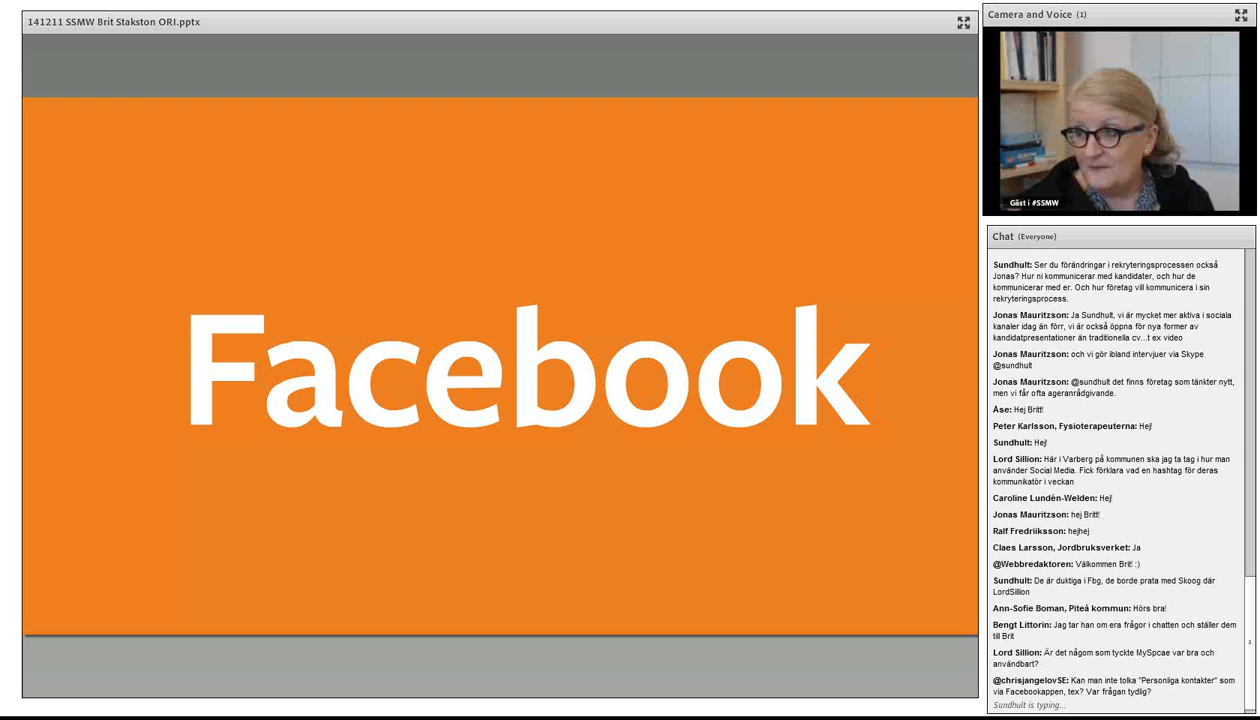 141211 SSMW Brit Stakston ORI.pptx
Facebook
Camera and Voice (1)
Gäst i #SSMW
Chat (Everyone)
Sundhult: Ser du förändringar i rekryteringsprocessen också
Jonas? Hur ni kommunicerar med kandidater, och hur de
kommunicerar med er. Och hur företag vill kommunicera i sin
rekryteringsprocess.
Jonas Mauritzson: Ja Sundhult, vi är mycket mer aktiva i sociala
kanaler idag än förr, vi är också öppna för nya former av
kandidatpresentationer än traditionella cv...t ex video
Jonas Mauritzson: och vi gör ibland intervjuer via Skype
@sundhult
Jonas Mauritzson: @sundhult det finns företag som tänkter nytt,
men vi får ofta ageranrådgivande.
Åse: Hej Britt!
Peter Karlsson, Fysioterapeuterna: Hej!
Sundhult: Hej!
Lord Sillion: Här i Varberg på kommunen ska jag ta tag i hur man
använder Social Media. Fick förklara vad en hashtag för deras
kommunikatör i veckan
Caroline Lundén-Welden: Hej!
Jonas Mauritzson: hej Britt!
Ralf Fredriiksson: hejhej
Claes Larsson, Jordbruksverket: Ja
@Webbredaktoren: Välkommen Brit! :)
Sundhult: De är duktiga i Fbg, de borde prata med Skoog där
LordSillion
Ann-Sofie Boman, Piteå kommun: Hörs bra!
Bengt Littorin: Jag tar han om era frågor i chatten och ställer dem
till Brit
Lord Sillion: Är det någom som tyckte MySpcae var bra och
användbart?
@chrisjangelovSE: Kan man inte tolka "Personliga kontakter" som
via Facebookappen, tex? Var frågan tydlig?
Sundhult is typing...